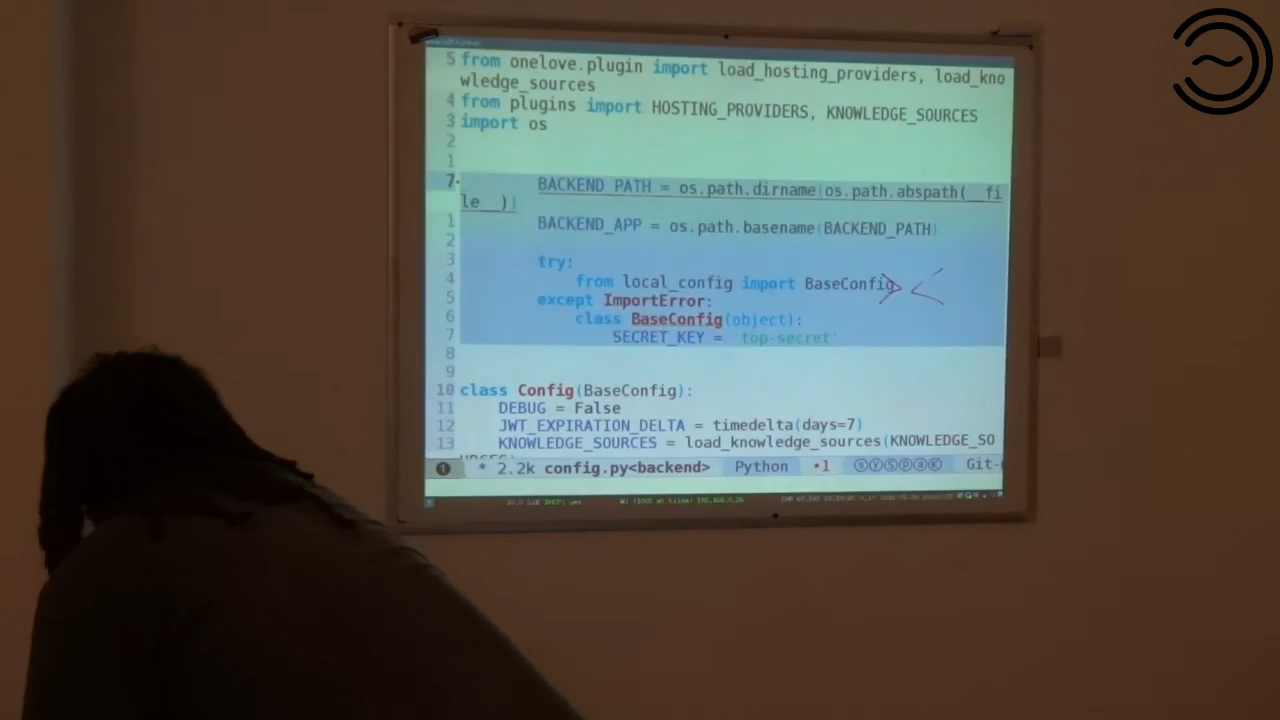 5 from onelove.plugin import load_hosting_providers, load_kno
wledge_sources
4 from plugins import HOSTING_PROVIDERS, KNOWLEDGE_SOURCES
3 import os
2
1
7 BACKEND_PATH = os.path.dirname(os.path.abspath(__fi
le__))
1 BACKEND_APP = os.path.basename(BACKEND_PATH)
2
3 try:
4 from local_config import BaseConfig
5 except ImportError:
6 class BaseConfig(object):
7 SECRET_KEY = 'top-secret'
8
9
10 class Config(BaseConfig):
11 DEBUG = False
12 JWT_EXPIRATION_DELTA = timedelta(days=7)
13 KNOWLEDGE_SOURCES = load_knowledge_sources(KNOWLEDGE_SO
1 * 2.2k config.py<backend> Python •1 ⓢⓨⓢⓟⓐⓚ Git-